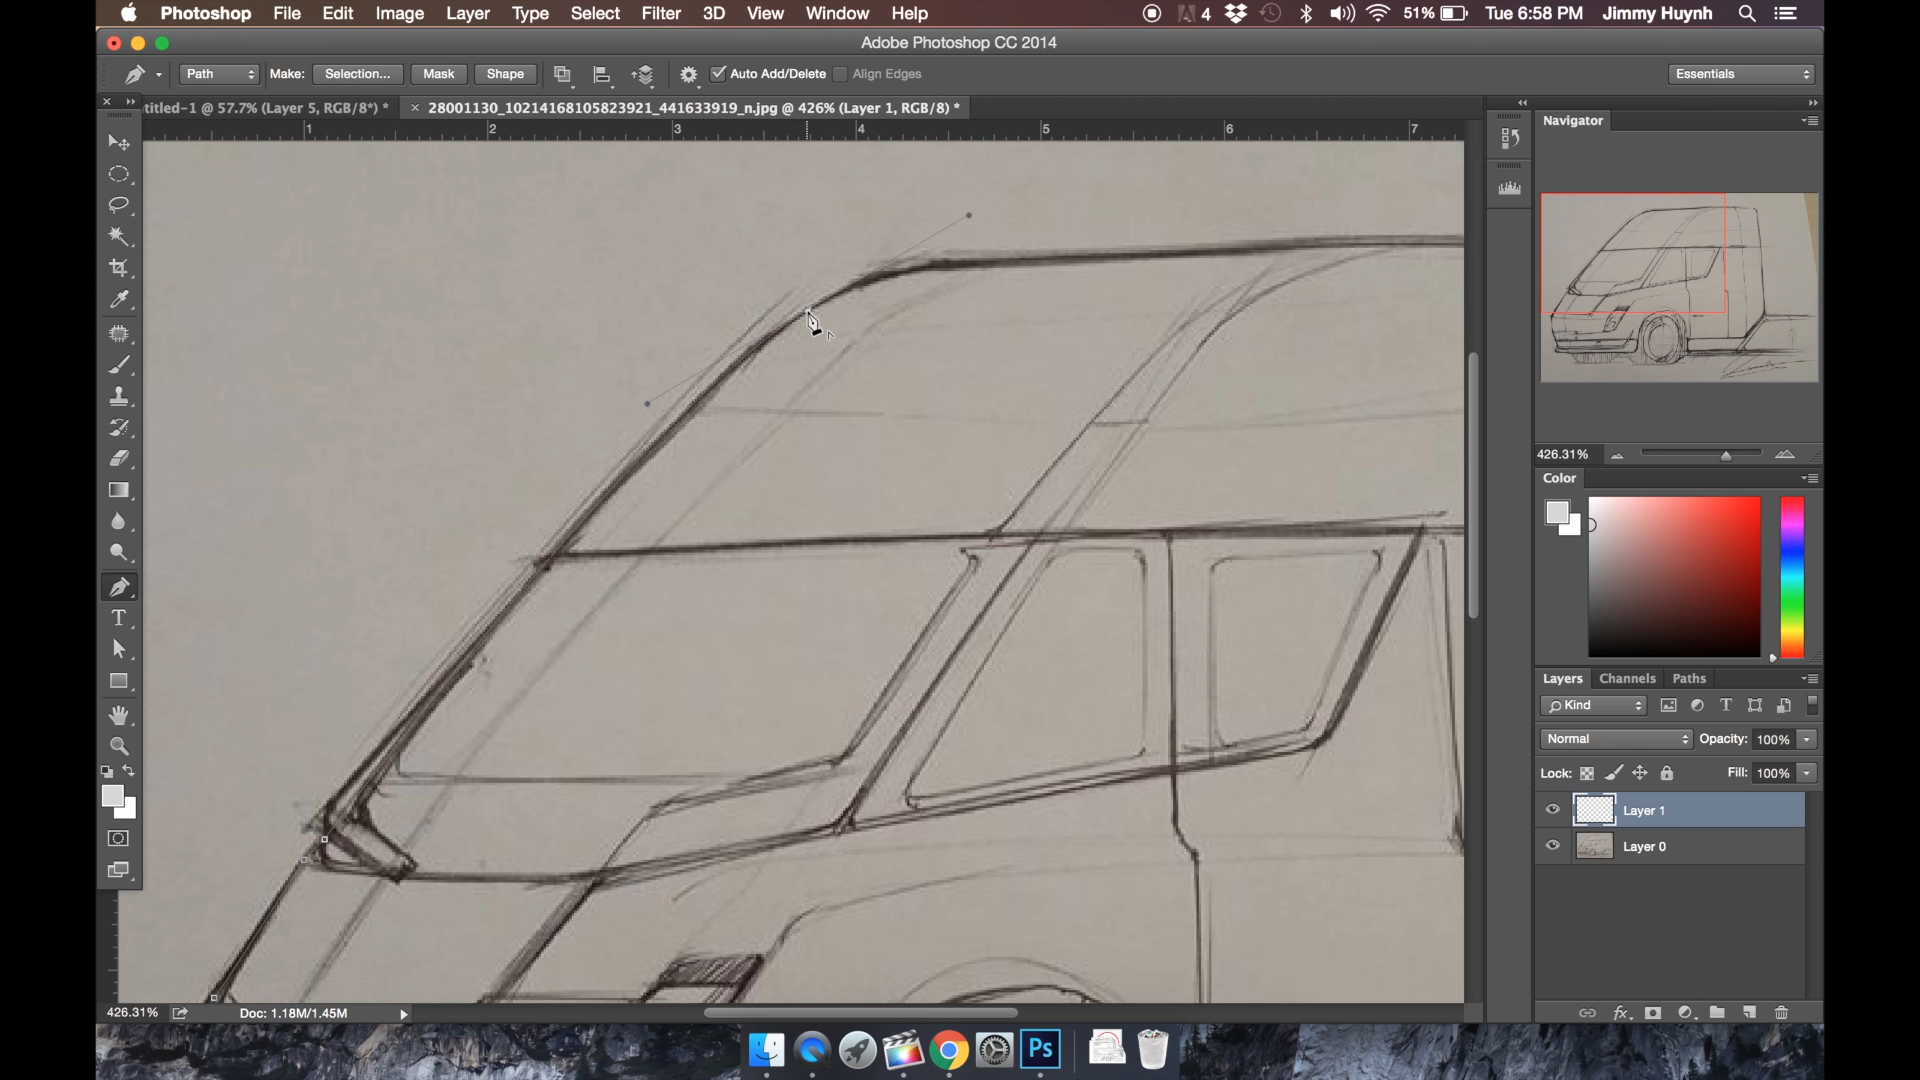 Photoshop File Edit Image Layer Type Select Filter 3D View Window Help 4 51% Tue 6:58 PM Jimmy Huynh
Adobe Photoshop CC 2014
Path Make: Selection... Mask Shape Auto Add/Delete Align Edges Essentials
titled-1 @ 57.7% (Layer 5, RGB/8*) * 28001130_10214168105823921_441633919_n.jpg @ 426% (Layer 1, RGB/8) *
1 2 3 4 5 6 7
Navigator
426.31%
Color
Layers Channels Paths
Kind
Normal Opacity: 100%
Lock: Fill: 100%
Layer 1
Layer 0
426.31% Doc: 1.18M/1.45M
Ps